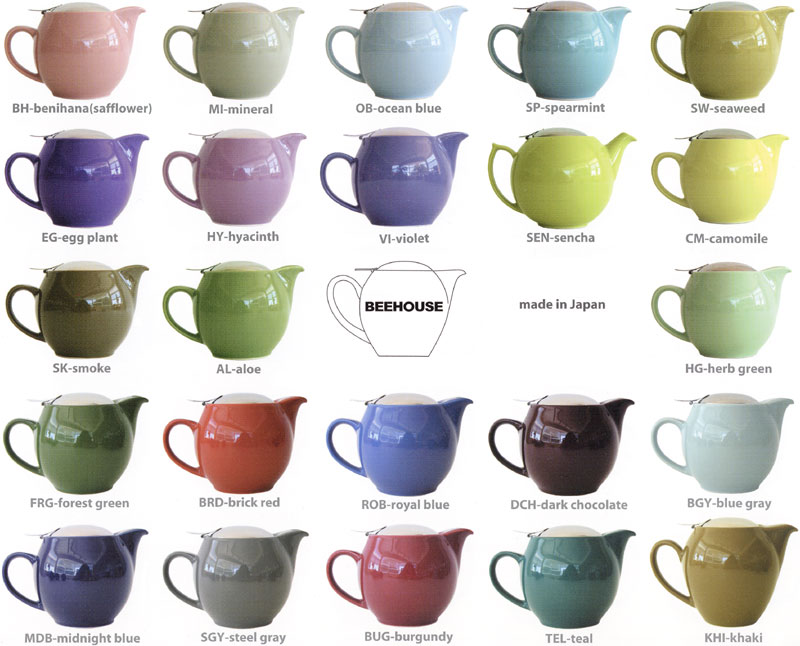 BH-benihana(safflower)
MI-mineral
OB-ocean blue
SP-spearmint
SW-seaweed
EG-egg plant
HY-hyacinth
VI-violet
SEN-sencha
CM-camomile
SK-smoke
AL-aloe
BEEHOUSE
made in Japan
HG-herb green
FRG-forest green
BRD-brick red
ROB-royal blue
DCH-dark chocolate
BGY-blue gray
MDB-midnight blue
SGY-steel gray
BUG-burgundy
TEL-teal
KHI-khaki